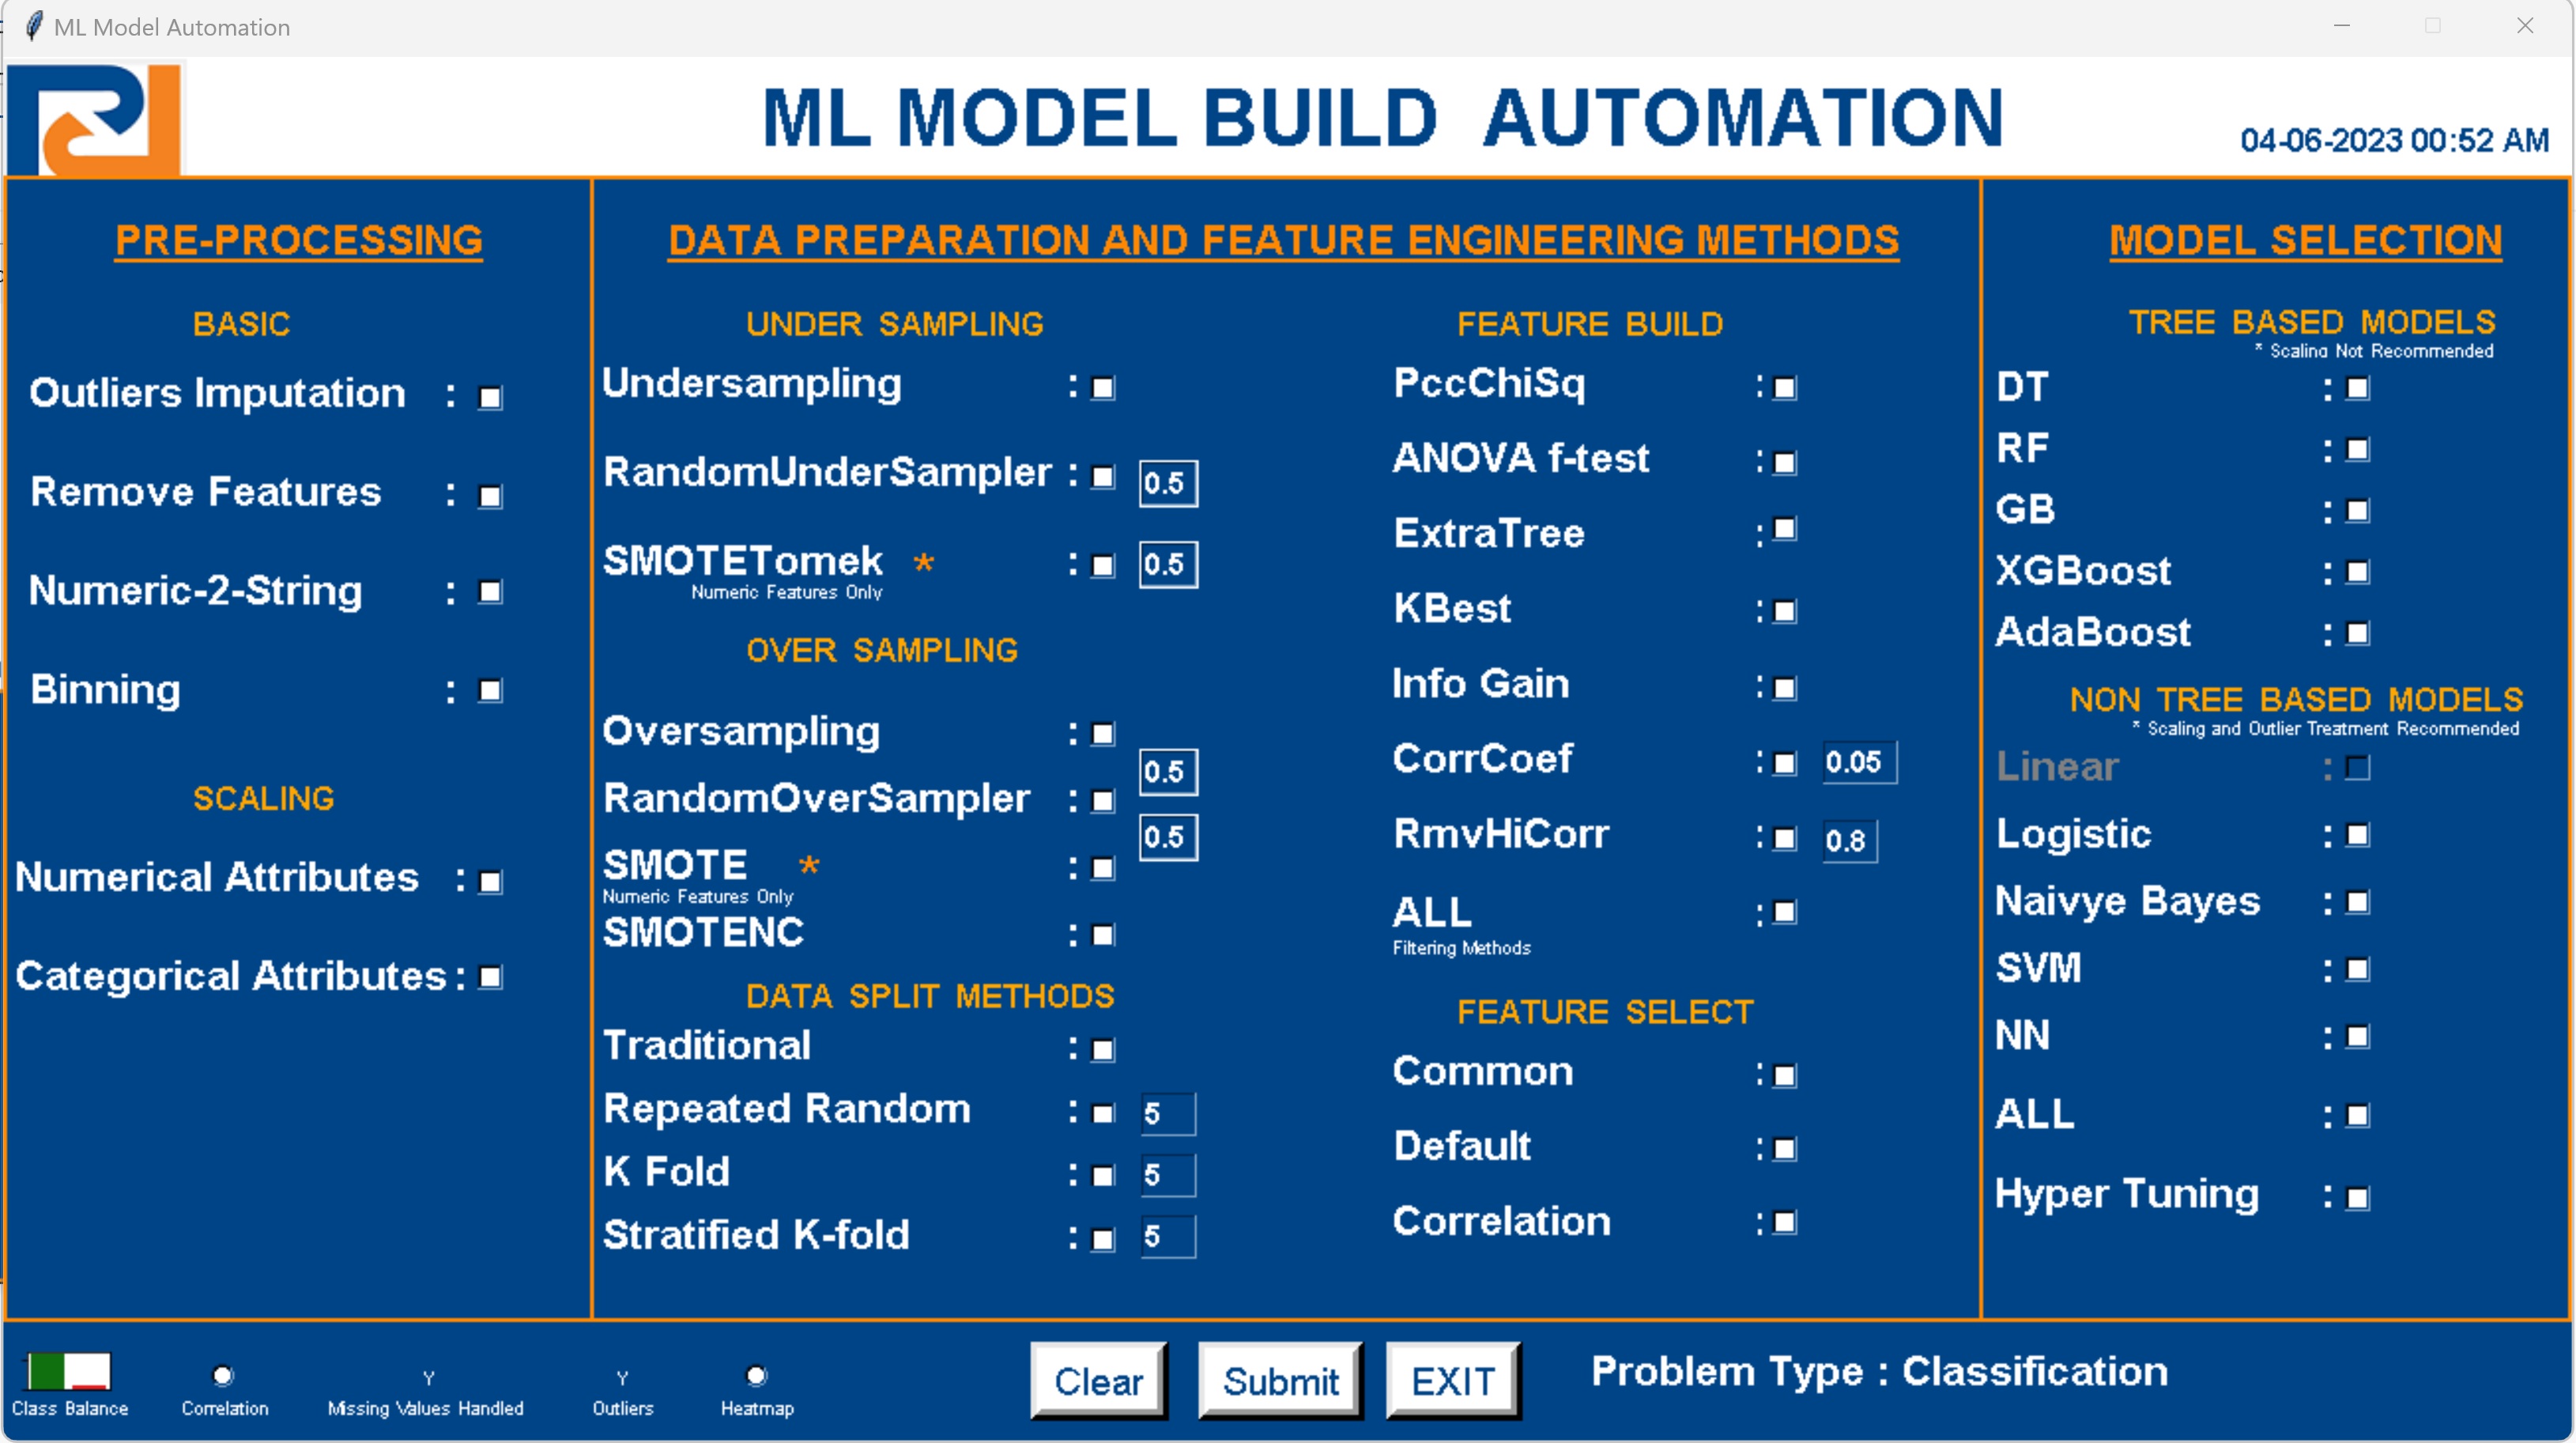 ML Model Automation
ML MODEL BUILD AUTOMATION
04-06-2023 00:52 AM
PRE-PROCESSING
BASIC
Outliers Imputation :
Remove Features :
Numeric-2-String :
Binning :
SCALING
Numerical Attributes :
Categorical Attributes :
DATA PREPARATION AND FEATURE ENGINEERING METHODS
UNDER SAMPLING
Undersampling :
RandomUnderSampler : 0.5
SMOTETomek * : 0.5
Numeric Features Only
OVER SAMPLING
Oversampling :
0.5
RandomOverSampler :
0.5
SMOTE * :
Numeric Features Only
SMOTENC :
DATA SPLIT METHODS
Traditional :
Repeated Random : 5
K Fold : 5
Stratified K-fold : 5
FEATURE BUILD
PccChiSq :
ANOVA f-test :
ExtraTree :
KBest :
Info Gain :
CorrCoef : 0.05
RmvHiCorr : 0.8
ALL :
Filtering Methods
FEATURE SELECT
Common :
Default :
Correlation :
MODEL SELECTION
TREE BASED MODELS
* Scaling Not Recommended
DT :
RF :
GB :
XGBoost :
AdaBoost :
NON TREE BASED MODELS
* Scaling and Outlier Treatment Recommended
Linear :
Logistic :
Naivye Bayes :
SVM :
NN :
ALL :
Hyper Tuning :
Class Balance
Correlation
Y
Missing Values Handled
Y
Outliers
Heatmap
Clear
Submit
EXIT
Problem Type : Classification